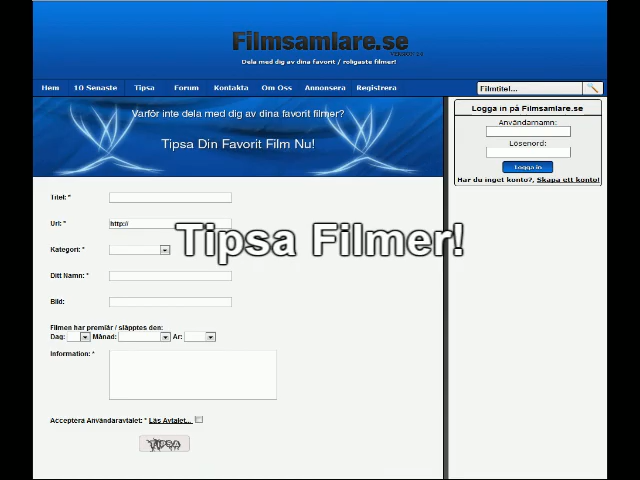 Filmsamlare.se
VERSION 2.0
Dela med dig av dina favorit / roligaste filmer!
Hem 10 Senaste Tipsa Forum Kontakta Om Oss Annonsera Registrera
Filmtitel...
Varför inte dela med dig av dina favorit filmer?
Tipsa Din Favorit Film Nu!
Logga in på Filmsamlare.se
Användarnamn:
Lösenord:
Logga in
Har du inget konto?, Skapa ett konto!
Titel: *
Url: * http://
Tipsa Filmer!
Kategori: *
Ditt Namn: *
Bild:
Filmen har premiär / släpptes den:
Dag: Månad: År:
Information: *
Acceptera Användaravtalet: * Läs Avtalet...
Tipsa